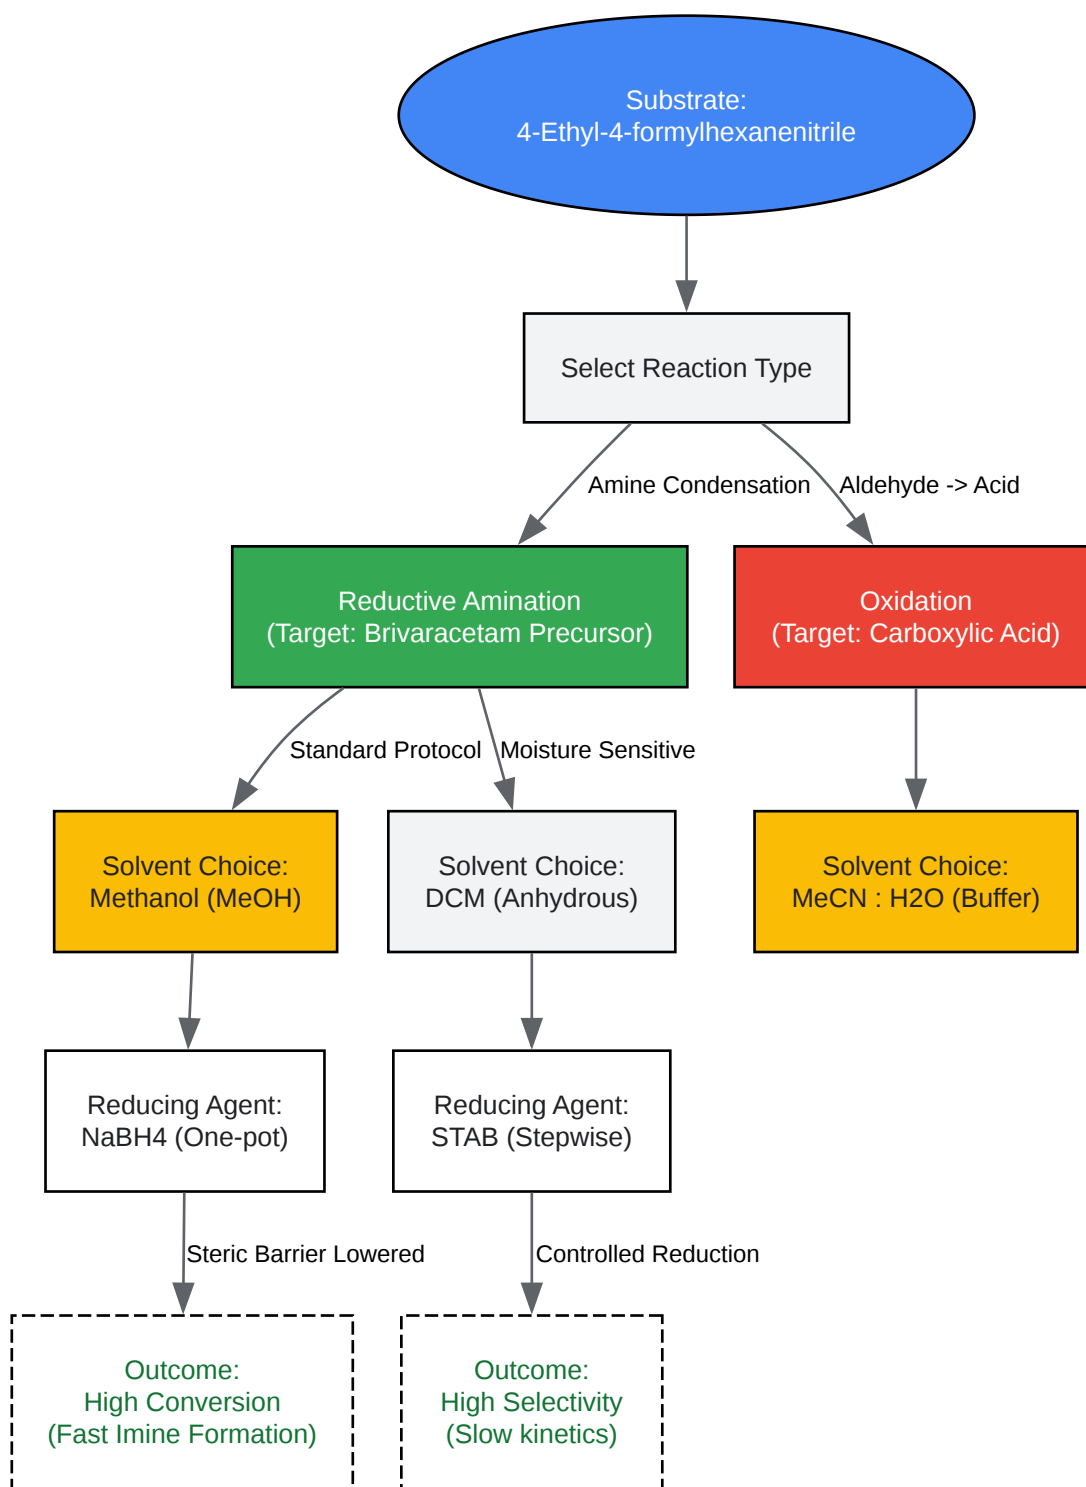 Substrate:
4-Ethyl-4-formylhexanenitrile
Select Reaction Type
Amine Condensation
Aldehyde -> Acid
Reductive Amination
(Target: Brivaracetam Precursor)
Oxidation
(Target: Carboxylic Acid)
Standard Protocol
Moisture Sensitive
Solvent Choice:
Methanol (MeOH)
Solvent Choice:
DCM (Anhydrous)
Solvent Choice:
MeCN : H2O (Buffer)
Reducing Agent:
NaBH4 (One-pot)
Reducing Agent:
STAB (Stepwise)
Steric Barrier Lowered
Controlled Reduction
Outcome:
High Conversion
(Fast Imine Formation)
Outcome:
High Selectivity
(Slow kinetics)